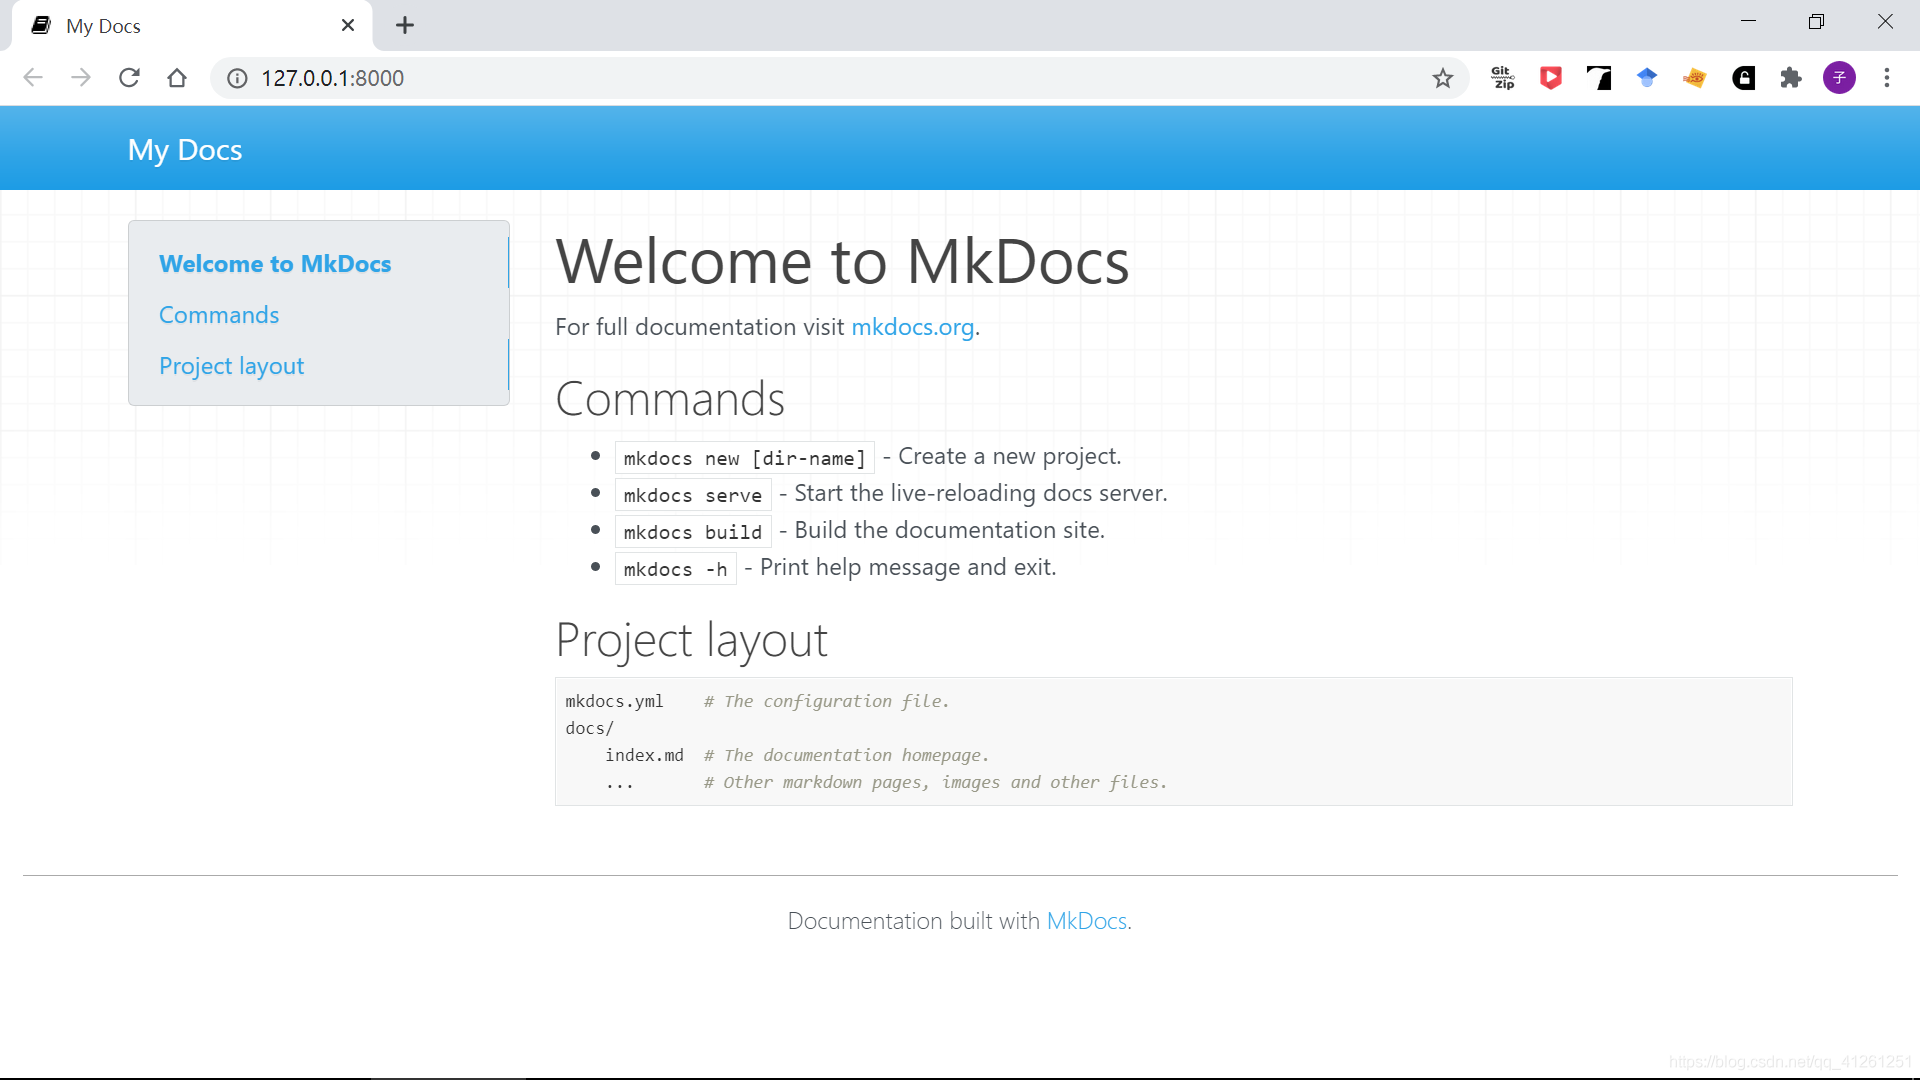 My Docs
127.0.0.1:8000
Git
Zip
子
My Docs
Welcome to MkDocs
Commands
Project layout
Welcome to MkDocs
For full documentation visit mkdocs.org.
Commands
mkdocs new [dir-name] - Create a new project.
mkdocs serve - Start the live-reloading docs server.
mkdocs build - Build the documentation site.
mkdocs -h - Print help message and exit.
Project layout
mkdocs.yml    # The configuration file.
docs/
    index.md  # The documentation homepage.
    ...       # Other markdown pages, images and other files.
Documentation built with MkDocs.
https://blog.csdn.net/qq_41261251